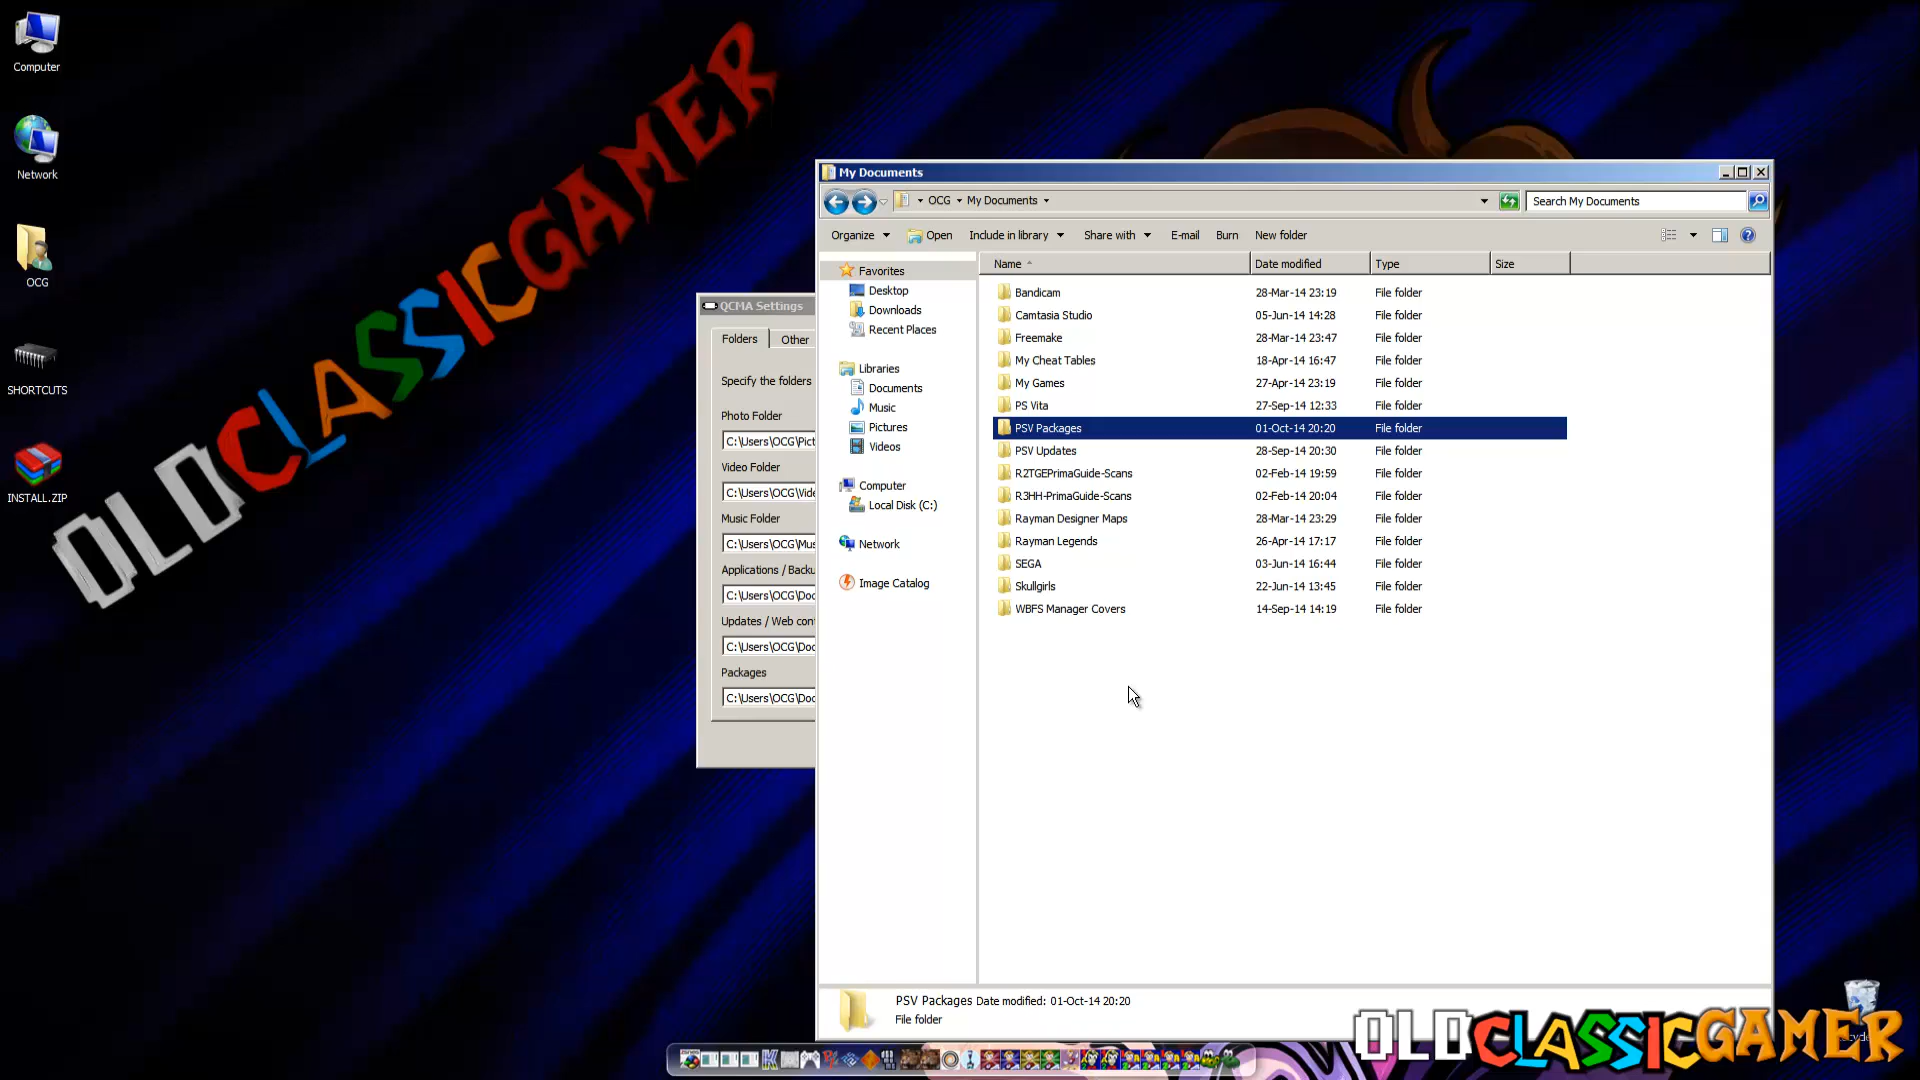 Computer
Network
OCG
SHORTCUTS
INSTALL.ZIP
OLDCLASSICGAMER
QCMA Settings
Folders
Other
Specify the folders
Photo Folder
C:\Users\OCG\Pict
Video Folder
C:\Users\OCG\Vide
Music Folder
C:\Users\OCG\Mus
Applications / Backu
C:\Users\OCG\Doc
Updates / Web con
C:\Users\OCG\Doc
Packages
C:\Users\OCG\Doc
My Documents
OCG My Documents
Search My Documents
Organize Open Include in library Share with E-mail Burn New folder
Favorites
Desktop
Downloads
Recent Places
Libraries
Documents
Music
Pictures
Videos
Computer
Local Disk (C:)
Network
Image Catalog
Name Date modified Type Size
Bandicam 28-Mar-14 23:19 File folder
Camtasia Studio 05-Jun-14 14:28 File folder
Freemake 28-Mar-14 23:47 File folder
My Cheat Tables 18-Apr-14 16:47 File folder
My Games 27-Apr-14 23:19 File folder
PS Vita 27-Sep-14 12:33 File folder
PSV Packages 01-Oct-14 20:20 File folder
PSV Updates 28-Sep-14 20:30 File folder
R2TGEPrimaGuide-Scans 02-Feb-14 19:59 File folder
R3HH-PrimaGuide-Scans 02-Feb-14 20:04 File folder
Rayman Designer Maps 28-Mar-14 23:29 File folder
Rayman Legends 26-Apr-14 17:17 File folder
SEGA 03-Jun-14 16:44 File folder
Skullgirls 22-Jun-14 13:45 File folder
WBFS Manager Covers 14-Sep-14 14:19 File folder
PSV Packages Date modified: 01-Oct-14 20:20
File folder
OLDCLASSICGAMER